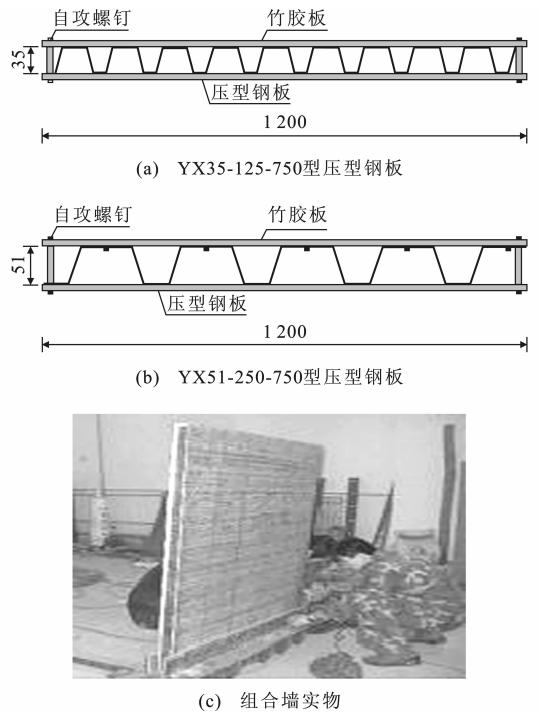 自攻螺钉 竹胶板
35
压型钢板
1 200
(a) YX35-125-750型压型钢板
自攻螺钉 竹胶板
51
压型钢板
1 200
(b) YX51-250-750型压型钢板
(c) 组合墙实物